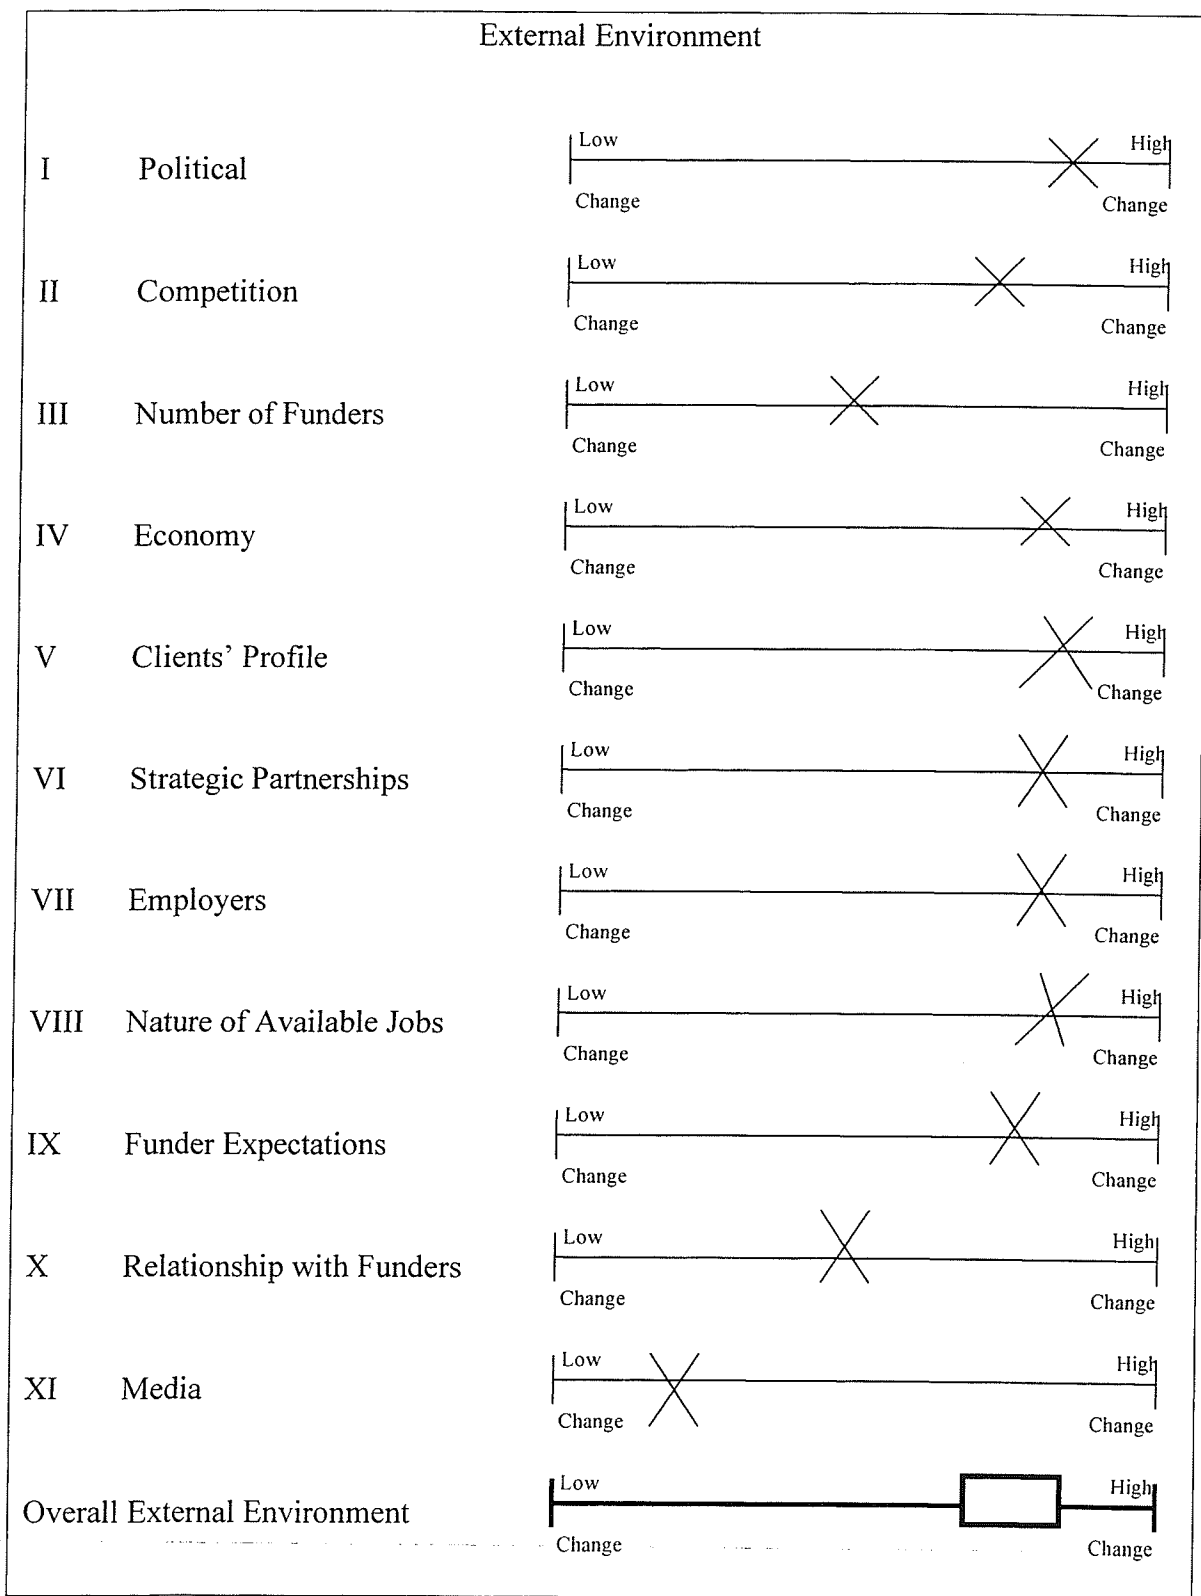 External Environment
Low High
I Political
Change Change
Low High
II Competition
Change Change
Low High
III Number of Funders
Change Change
Low High
IV Economy
Change Change
Low High
V Clients’ Profile
Change Change
Low High
VI Strategic Partnerships
Change Change
Low High
VII Employers
Change Change
Low High
VIII Nature of Available Jobs
Change Change
Low High
IX Funder Expectations
Change Change
Low High
X Relationship with Funders
Change Change
Low High
XI Media
Change Change
Low High
Overall External Environment
Change Change